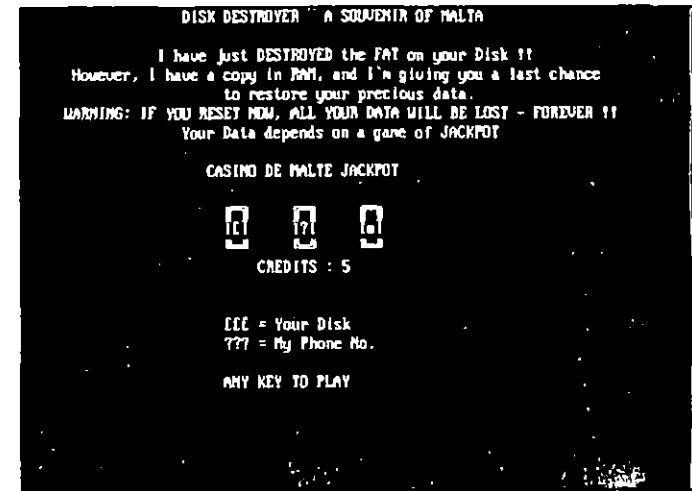 DISK DESTROYER ¨ A SOUVENIR OF MALTA
I have just DESTROYED the FAT on your Disk !!
However, I have a copy in RAM, and I'm giving you a last chance
to restore your precious data.
WARNING: IF YOU RESET NOW, ALL YOUR DATA WILL BE LOST - FOREVER !!
Your Data depends on a game of JACKPOT
CASINO DE MALTE JACKPOT
£ ?
CREDITS : 5
£££ = Your Disk
??? = My Phone No.
ANY KEY TO PLAY